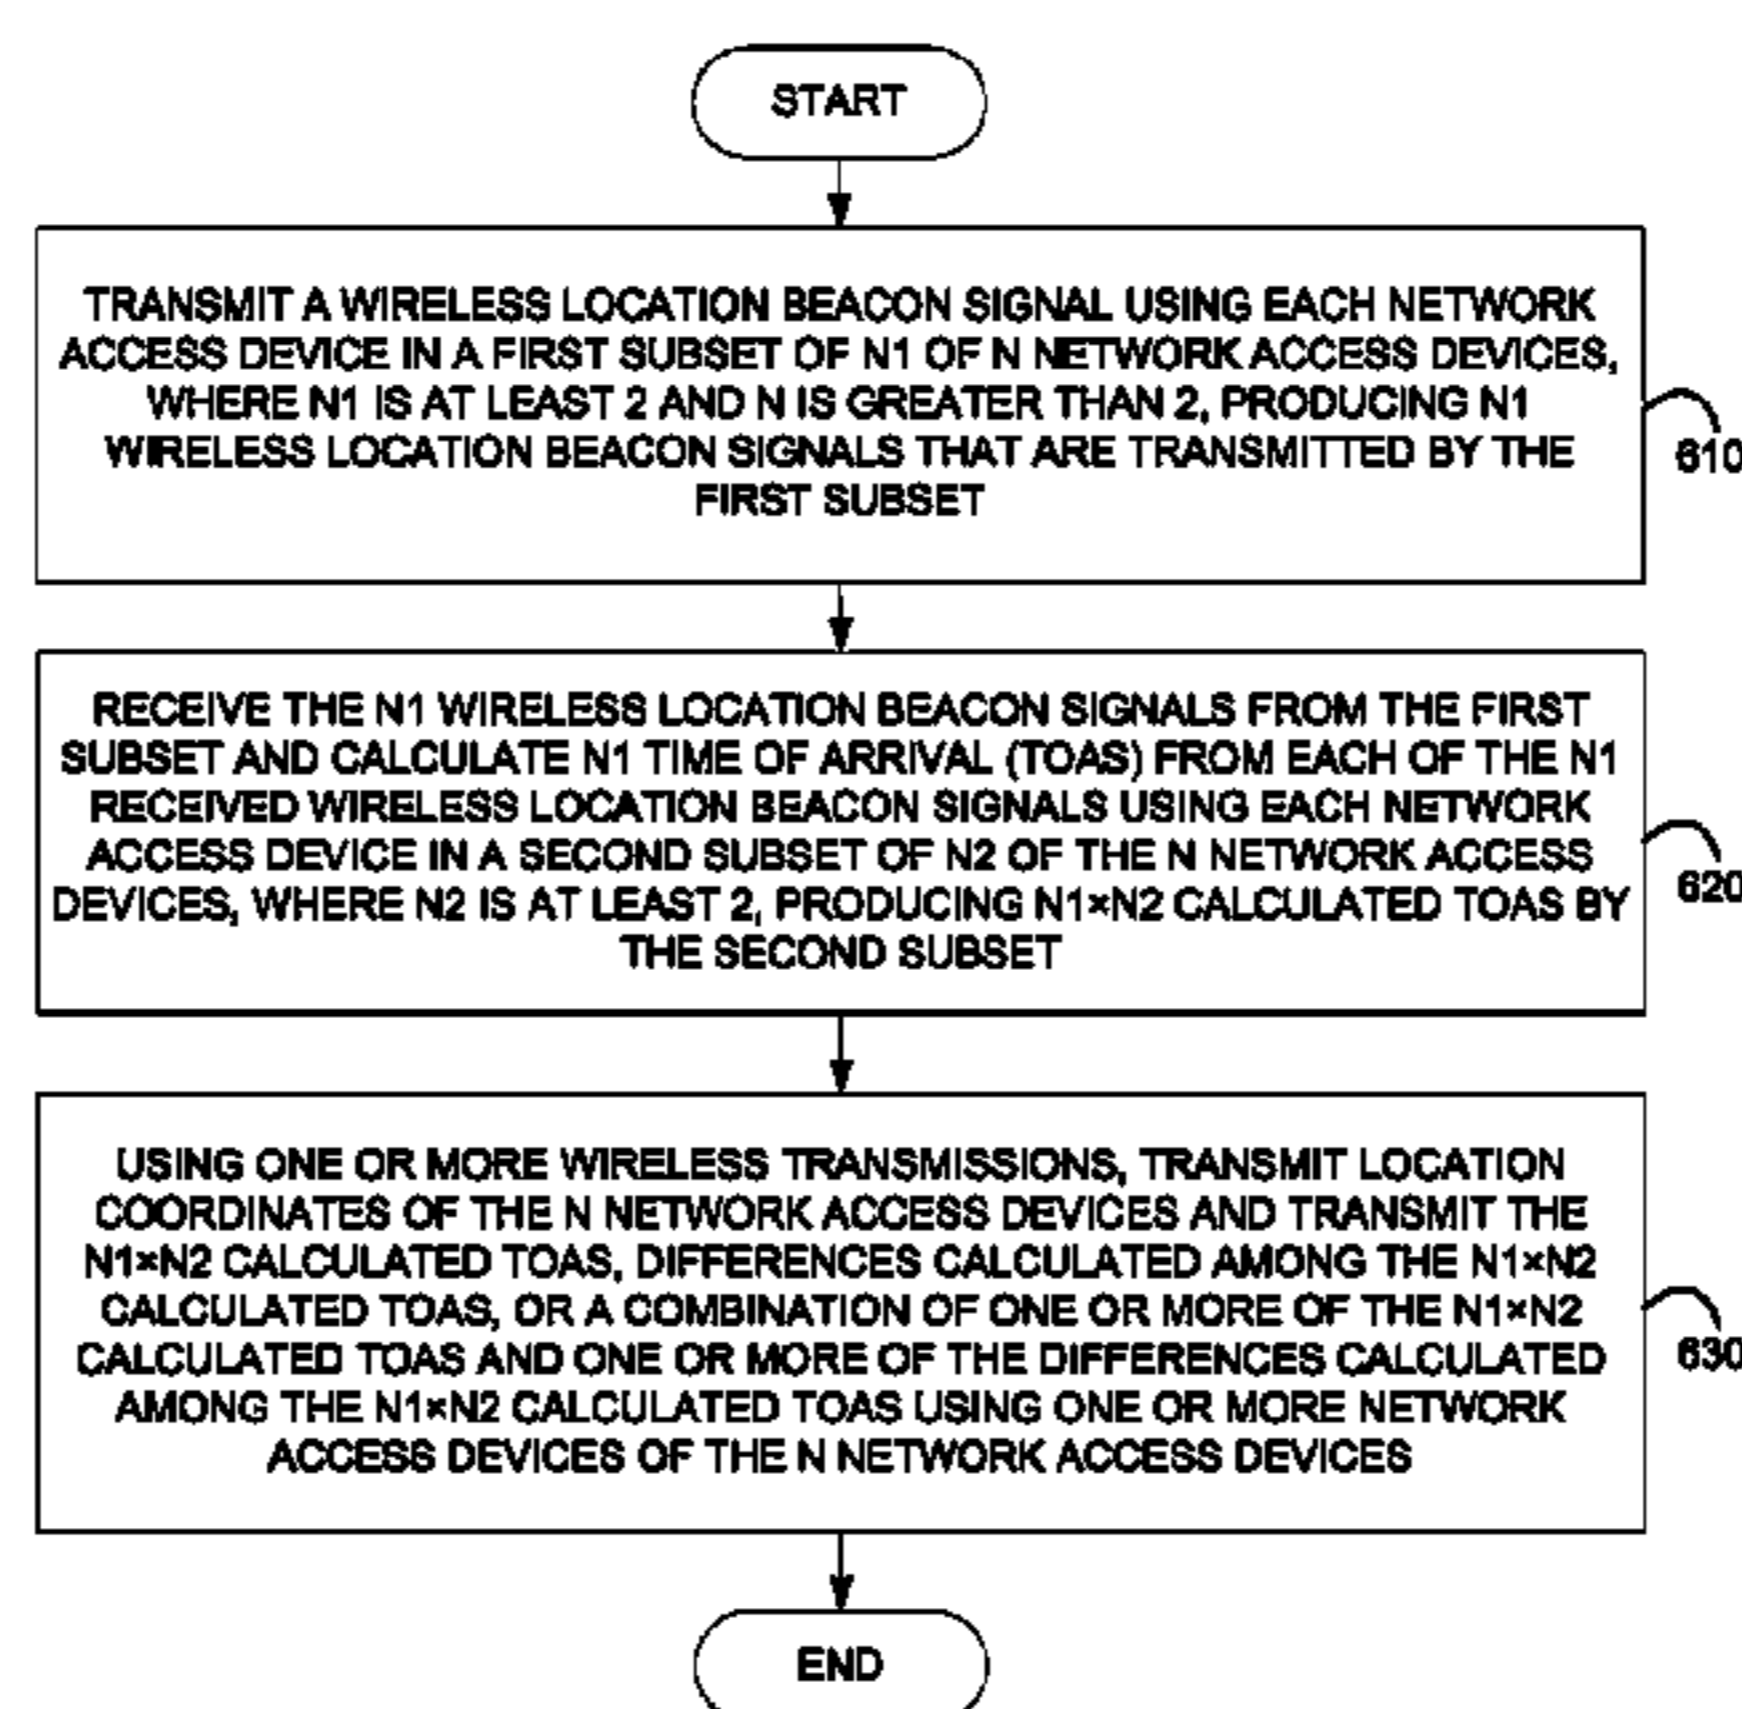 START
TRANSMIT A WIRELESS LOCATION BEACON SIGNAL USING EACH NETWORK
ACCESS DEVICE IN A FIRST SUBSET OF N1 OF N NETWORK ACCESS DEVICES,
WHERE N1 IS AT LEAST 2 AND N IS GREATER THAN 2, PRODUCING N1
WIRELESS LOCATION BEACON SIGNALS THAT ARE TRANSMITTED BY THE
FIRST SUBSET
610
RECEIVE THE N1 WIRELESS LOCATION BEACON SIGNALS FROM THE FIRST
SUBSET AND CALCULATE N1 TIME OF ARRIVAL (TOAS) FROM EACH OF THE N1
RECEIVED WIRELESS LOCATION BEACON SIGNALS USING EACH NETWORK
ACCESS DEVICE IN A SECOND SUBSET OF N2 OF THE N NETWORK ACCESS
DEVICES, WHERE N2 IS AT LEAST 2, PRODUCING N1×N2 CALCULATED TOAS BY
THE SECOND SUBSET
620
USING ONE OR MORE WIRELESS TRANSMISSIONS, TRANSMIT LOCATION
COORDINATES OF THE N NETWORK ACCESS DEVICES AND TRANSMIT THE
N1×N2 CALCULATED TOAS, DIFFERENCES CALCULATED AMONG THE N1×N2
CALCULATED TOAS, OR A COMBINATION OF ONE OR MORE OF THE N1×N2
CALCULATED TOAS AND ONE OR MORE OF THE DIFFERENCES CALCULATED
AMONG THE N1×N2 CALCULATED TOAS USING ONE OR MORE NETWORK
ACCESS DEVICES OF THE N NETWORK ACCESS DEVICES
630
END